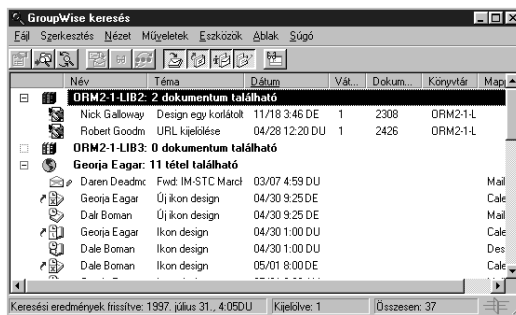 GroupWise keresés
Fájl Szerkesztés Nézet Műveletek Eszközök Ablak Súgó
Név Téma Dátum Vát... Dokum... Könyvtár Mapp
ORM2-1-LIB2: 2 dokumentum található
Nick Galloway Design egy korlátolt 11/18 3:46 DE 1 2308 ORM2-1-L
Robert Goodm URL kijelölése 04/28 12:20 DU 1 2426 ORM2-1-L
ORM2-1-LIB3: 0 dokumentum található
Georja Eagar: 11 tétel található
Daren Deadmc Fwd: IM-STC March 03/07 4:59 DU Mail
Georja Eagar Új ikon design 04/30 9:25 DE Cale
Dalr Boman Új ikon design 04/30 9:25 DE Mail
Georja Eagar Ikon design 04/30 1:00 DU Cale
Dale Boman Ikon design 04/30 1:00 DU Des
Dale Boman Ikon design 05/01 8:00 DE Cale
Keresési eredmények frissítve: 1997. július 31., 4:05DU Kijelölve: 1 Összesen: 37